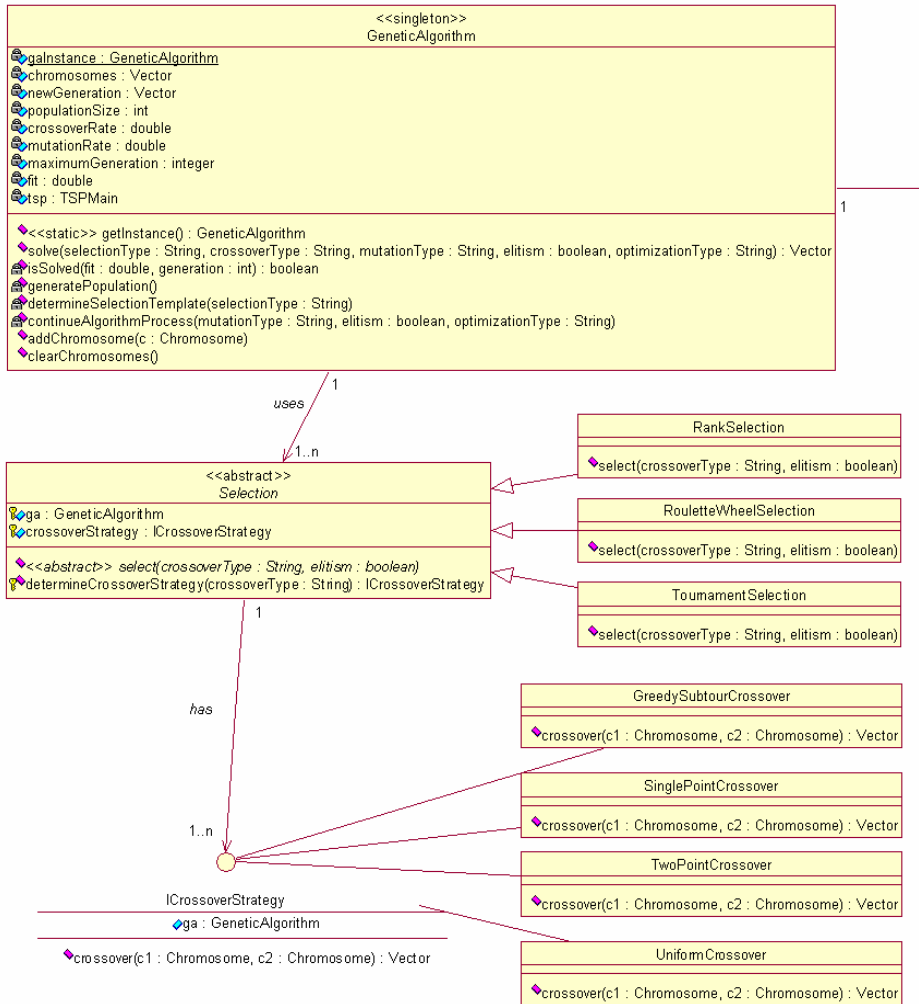 <<singleton>>
GeneticAlgorithm
gaInstance : GeneticAlgorithm
chromosomes : Vector
newGeneration : Vector
populationSize : int
crossoverRate : double
mutationRate : double
maximumGeneration : integer
fit : double
tsp : TSPMain
<<static>> getInstance() : GeneticAlgorithm
solve(selectionType : String, crossoverType : String, mutationType : String, elitism : boolean, optimizationType : String) : Vector
isSolved(fit : double, generation : int) : boolean
generatePopulation()
determineSelectionTemplate(selectionType : String)
continueAlgorithmProcess(mutationType : String, elitism : boolean, optimizationType : String)
addChromosome(c : Chromosome)
clearChromosomes()
1
1
uses
1..n
<<abstract>>
Selection
ga : GeneticAlgorithm
crossoverStrategy : ICrossoverStrategy
<<abstract>> select(crossoverType : String, elitism : boolean)
determineCrossoverStrategy(crossoverType : String) : ICrossoverStrategy
RankSelection
select(crossoverType : String, elitism : boolean)
RouletteWheelSelection
select(crossoverType : String, elitism : boolean)
TournamentSelection
select(crossoverType : String, elitism : boolean)
1
has
1..n
ICrossoverStrategy
ga : GeneticAlgorithm
crossover(c1 : Chromosome, c2 : Chromosome) : Vector
GreedySubtourCrossover
crossover(c1 : Chromosome, c2 : Chromosome) : Vector
SinglePointCrossover
crossover(c1 : Chromosome, c2 : Chromosome) : Vector
TwoPointCrossover
crossover(c1 : Chromosome, c2 : Chromosome) : Vector
UniformCrossover
crossover(c1 : Chromosome, c2 : Chromosome) : Vector